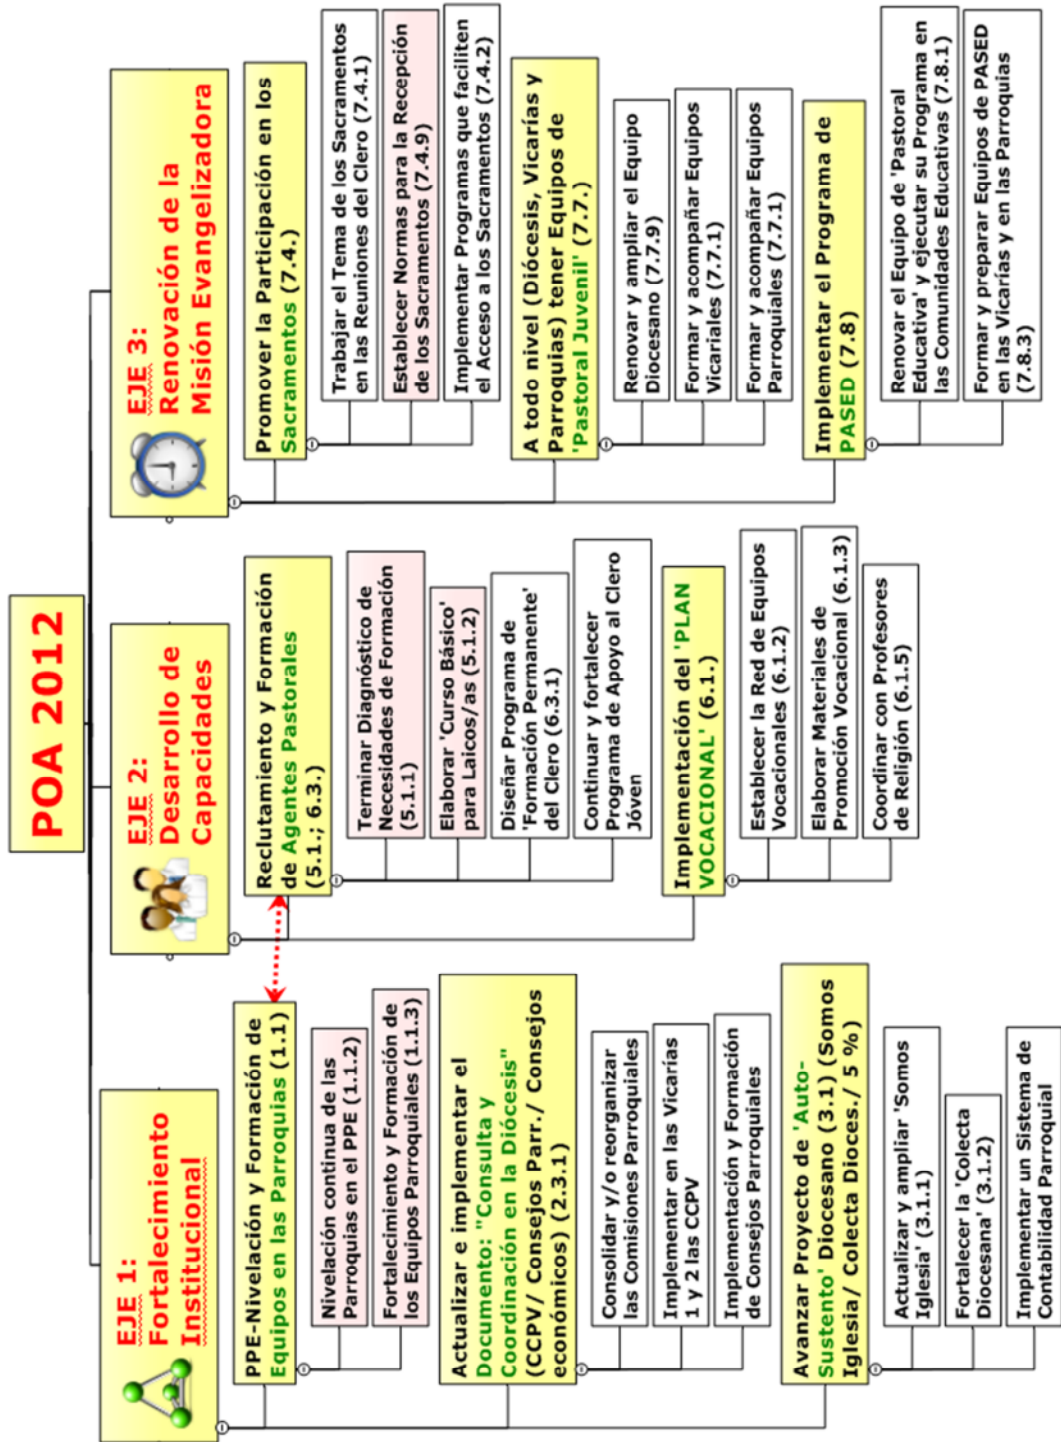 POA 2012
EJE 1:
Fortalecimiento
Institucional
PPE-Nivelación y Formación de
Equipos en las Parroquias (1.1)
Nivelación continua de las
Parroquias en el PPE (1.1.2)
Fortalecimiento y Formación de
los Equipos Parroquiales (1.1.3)
Actualizar e implementar el
Documento: "Consulta y
Coordinación en la Diócesis"
(CCPV/ Consejos Parr./ Consejos
económicos) (2.3.1)
Consolidar y/o reorganizar
las Comisiones Parroquiales
Implementar en las Vicarías
1 y 2 las CCPV
Implementación y Formación
de Consejos Parroquiales
Avanzar Proyecto de 'Auto-
Sustento' Diocesano (3.1) (Somos
Iglesia/ Colecta Dioces./ 5 %)
Actualizar y ampliar 'Somos
Iglesia' (3.1.1)
Fortalecer la 'Colecta
Diocesana' (3.1.2)
Implementar un Sistema de
Contabilidad Parroquial
EJE 2:
Desarrollo de
Capacidades
Reclutamiento y Formación
de Agentes Pastorales
(5.1.; 6.3.)
Terminar Diagnóstico de
Necesidades de Formación
(5.1.1)
Elaborar 'Curso Básico'
para Laicos/as (5.1.2)
Diseñar Programa de
'Formación Permanente'
del Clero (6.3.1)
Continuar y fortalecer
Programa de Apoyo al Clero
Jóven
Implementación del 'PLAN
VOCACIONAL' (6.1.)
Establecer la Red de Equipos
Vocacionales (6.1.2)
Elaborar Materiales de
Promoción Vocacional (6.1.3)
Coordinar con Profesores
de Religión (6.1.5)
EJE 3:
Renovación de la
Misión Evangelizadora
Promover la Participación en los
Sacramentos (7.4.)
Trabajar el Tema de los Sacramentos
en las Reuniones del Clero (7.4.1)
Establecer Normas para la Recepción
de los Sacramentos (7.4.9)
Implementar Programas que faciliten
el Acceso a los Sacramentos (7.4.2)
A todo nivel (Diócesis, Vicarías y
Parroquias) tener Equipos de
'Pastoral Juvenil' (7.7.)
Renovar y ampliar el Equipo
Diocesano (7.7.9)
Formar y acompañar Equipos
Vicariales (7.7.1)
Formar y acompañar Equipos
Parroquiales (7.7.1)
Implementar el Programa de
PASED (7.8)
Renovar el Equipo de 'Pastoral
Educativa' y ejecutar su Programa en
las Comunidades Educativas (7.8.1)
Formar y preparar Equipos de PASED
en las Vicarías y en las Parroquias
(7.8.3)